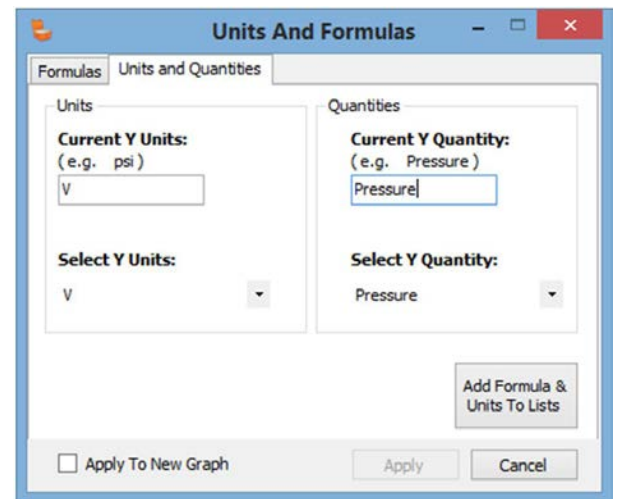 Units And Formulas
Formulas
Units and Quantities
Units
Current Y Units:
(e.g. psi)
V
Select Y Units:
V
Quantities
Current Y Quantity:
(e.g. Pressure)
Pressure
Select Y Quantity:
Pressure
Add Formula &
Units To Lists
Apply To New Graph
Apply
Cancel